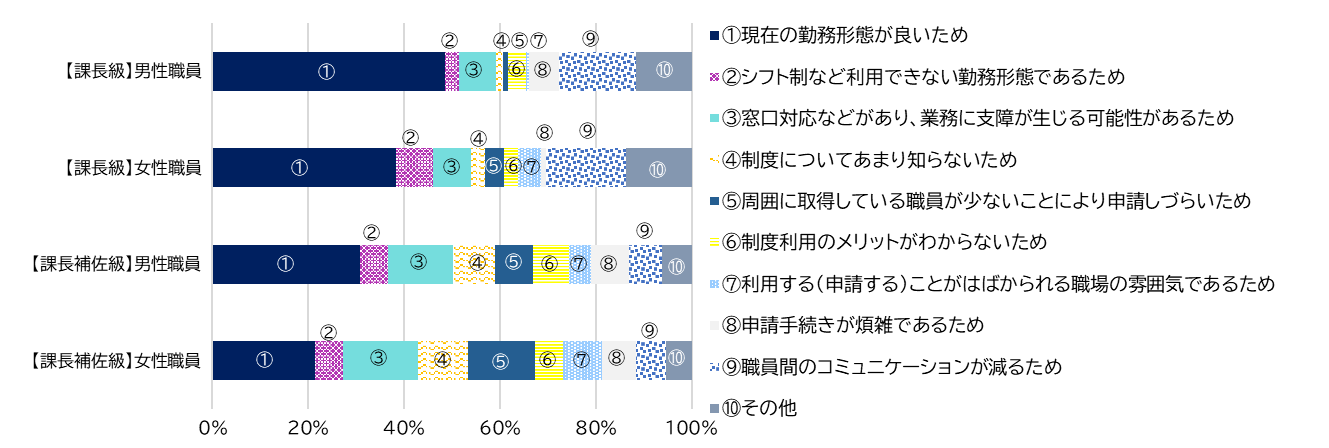 ②④⑤⑦⑨
【課長級】男性職員
①③⑥⑧⑩
②④⑧⑨
【課長級】女性職員
①③⑤⑥⑦⑩
②⑨
【課長補佐級】男性職員
①③④⑤⑥⑦⑧⑩
②⑨
【課長補佐級】女性職員
①③④⑤⑥⑦⑧⑩
0% 20% 40% 60% 80% 100%
①現在の勤務形態が良いため
②シフト制など利用できない勤務形態であるため
③窓口対応などがあり、業務に支障が生じる可能性があるため
④制度についてあまり知らないため
⑤周囲に取得している職員が少ないことにより申請しづらいため
⑥制度利用のメリットがわからないため
⑦利用する(申請する)ことがはばかられる職場の雰囲気であるため
⑧申請手続きが煩雑であるため
⑨職員間のコミュニケーションが減るため
⑩その他